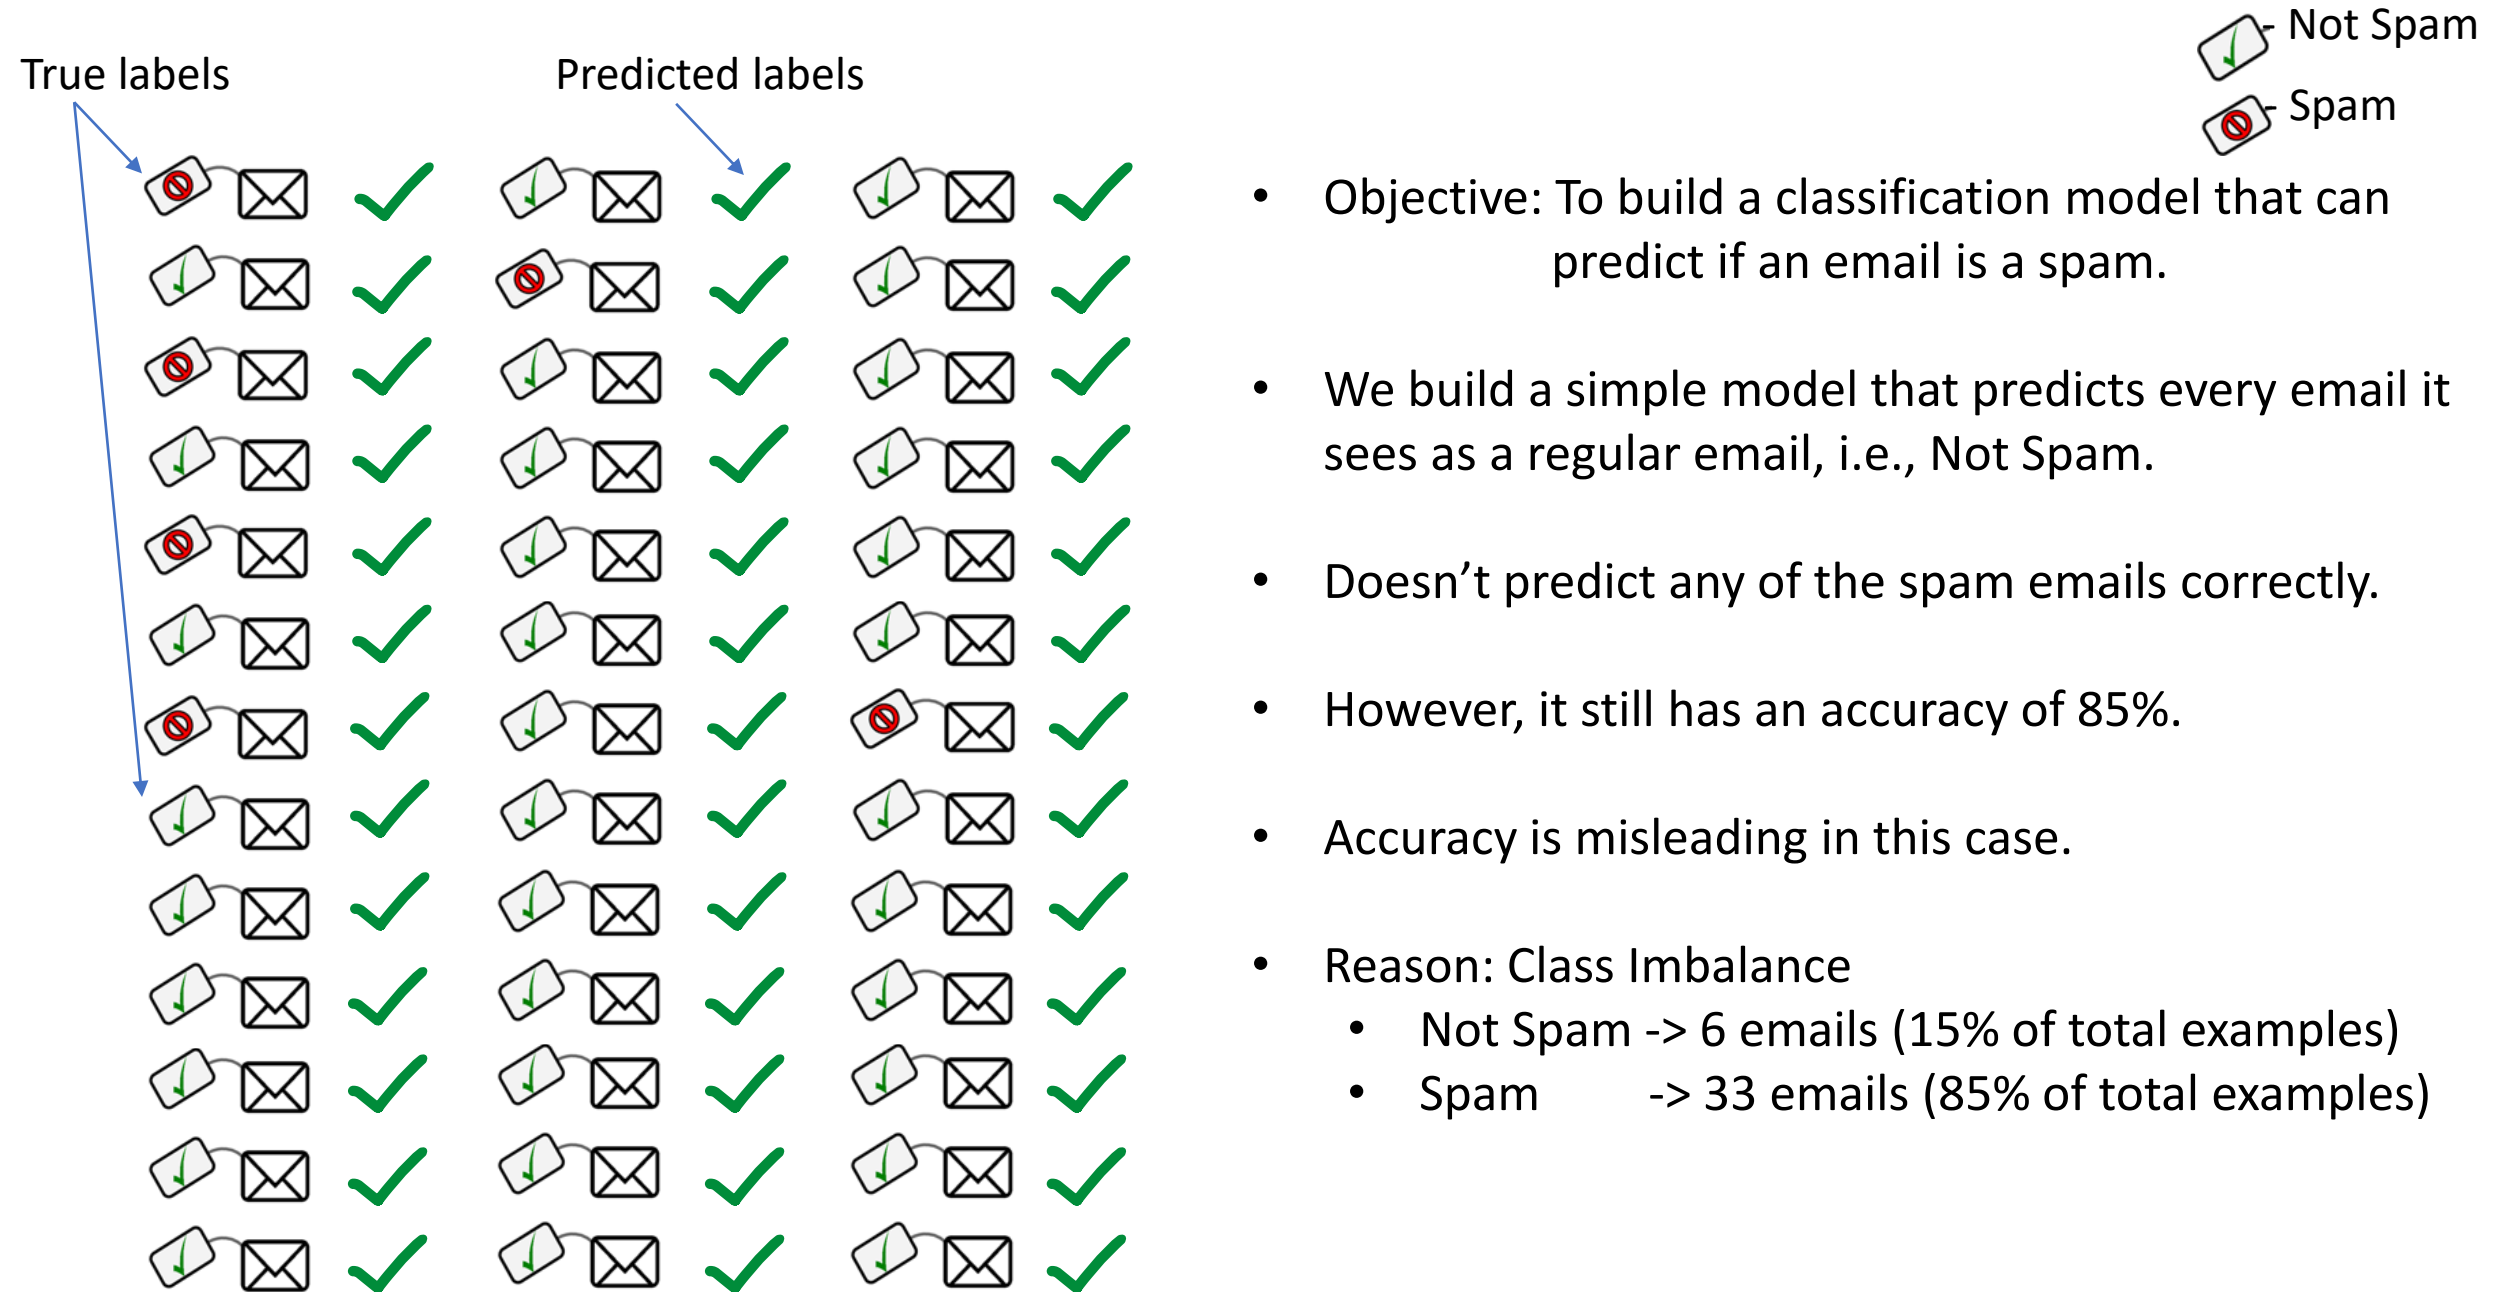 True labels
Predicted labels
- Not Spam
- Spam
• Objective: To build a classification model that can
predict if an email is a spam.
• We build a simple model that predicts every email it
sees as a regular email, i.e., Not Spam.
• Doesn’t predict any of the spam emails correctly.
• However, it still has an accuracy of 85%.
• Accuracy is misleading in this case.
• Reason: Class Imbalance
• Not Spam -> 6 emails (15% of total examples)
• Spam -> 33 emails (85% of total examples)